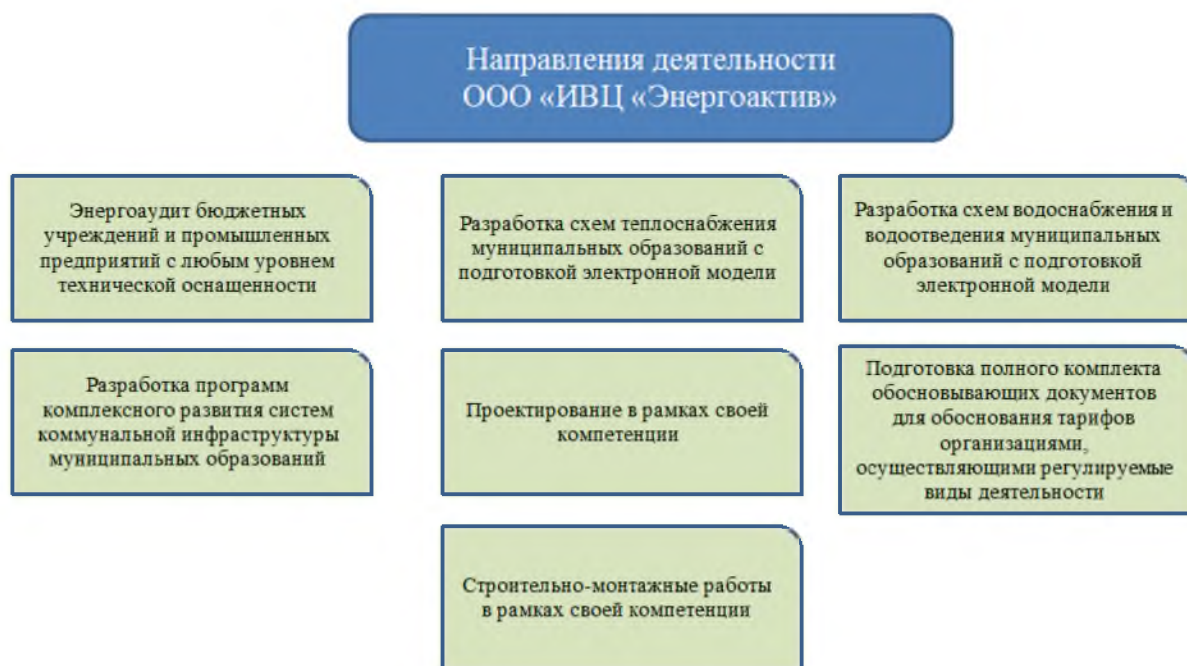 Направления деятельности
ООО «ИВЦ «Энергоактив»
Энергоаудит бюджетных
учреждений и промышленных
предприятий с любым уровнем
технической оснащенности
Разработка схем теплоснабжения
муниципальных образований с
подготовкой электронной модели
Разработка схем водоснабжения и
водоотведения муниципальных
образований с подготовкой
электронной модели
Разработка программ
комплексного развития систем
коммунальной инфраструктуры
муниципальных образований
Проектирование в рамках своей
компетенции
Подготовка полного комплекта
обосновывающих документов
для обоснования тарифов
организациями,
осуществляющими регулируемые
виды деятельности
Строительно-монтажные работы
в рамках своей компетенции